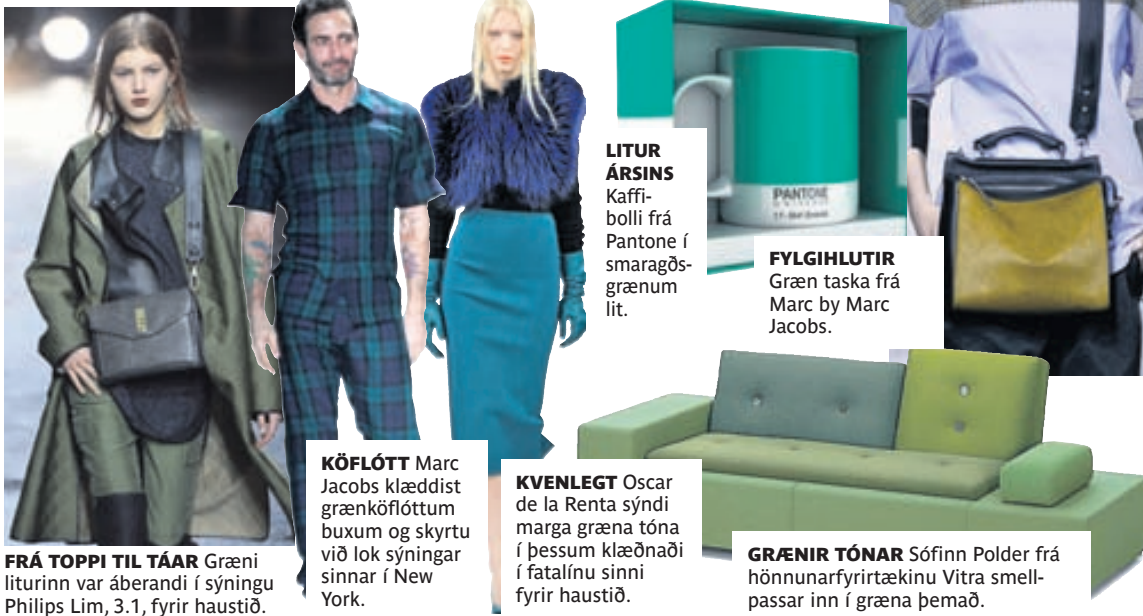 FRÁ TOPPI TIL TÁAR Græni
liturinn var áberandi í sýningu
Philips Lim, 3.1, fyrir haustið.
KÖFLÓTT Marc
Jacobs klæddist
grænköflóttum
buxum og skyrtu
við lok sýningar
sinnar í New
York.
KVENLEGT Oscar
de la Renta sýndi
marga græna tóna
í þessum klæðnaði
í fatalínu sinni
fyrir haustið.
LITUR
ÁRSINS
Kaffi-
bolli frá
Pantone í
smaragðs-
grænum
lit.
PANTONE
FYLGIHLUTIR
Græn taska frá
Marc by Marc
Jacobs.
GRÆNIR TÓNAR Sófinn Polder frá
hönnunarfyrirtækinu Vitra smell-
passar inn í græna þemað.